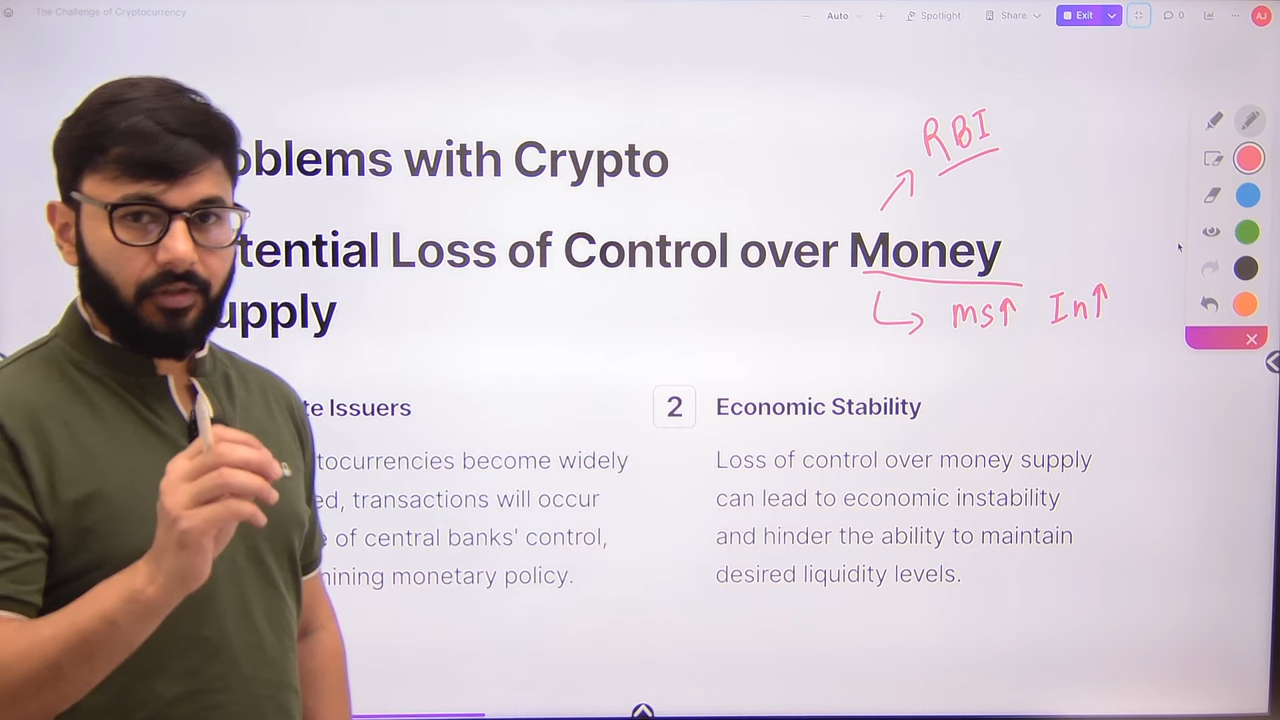 The Challenge of Cryptocurrency
Auto
Spotlight
Share
Exit
0
AJ
oblems with Crypto
RBI
tential Loss of Control over Money
upply
ms↑ In↑
te Issuers
tocurrencies become widely
ed, transactions will occur
of central banks' control,
ining monetary policy.
2 Economic Stability
Loss of control over money supply
can lead to economic instability
and hinder the ability to maintain
desired liquidity levels.